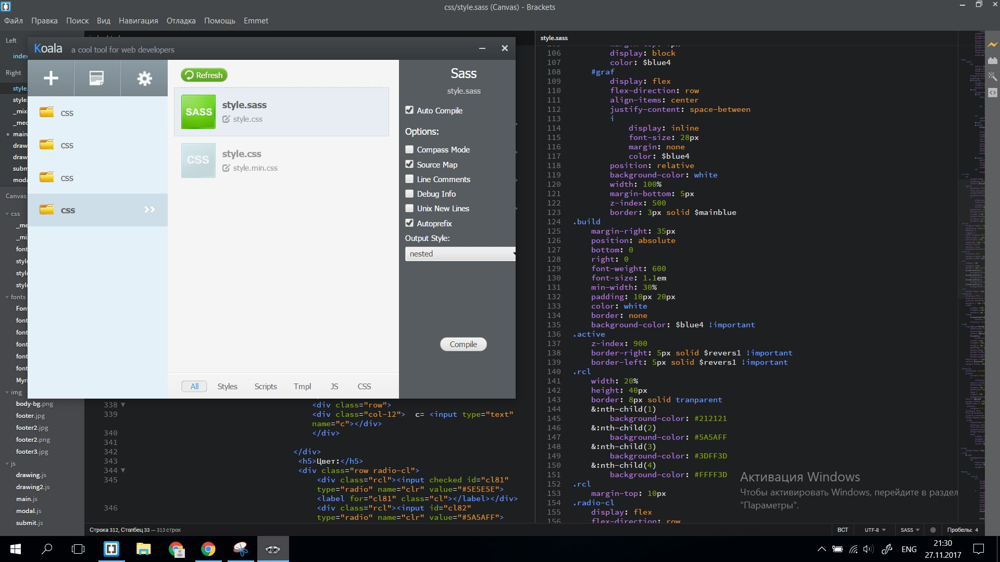 css/style.sass (Canvas) - Brackets
Файл Правка Поиск Вид Навигация Отладка Помощь Emmet
Left
index
Right
style.
style.
_mix
_med
main
draw
draw
subm
moda
Canvas
css
_me
_mi
font
style
style
style
fonts
Fon
font
font
font
font
font
Myri
img
body-bg.png
footer.jpg
footer2.jpg
footer2.png
footer3.jpg
js
drawing.js
drawing2.js
main.js
modal.js
submit.js
Koala a cool tool for web developers
css
css
css
css
Refresh
SASS
style.sass
style.css
CSS
style.css
style.min.css
All Styles Scripts Tmpl JS CSS
Sass
style.sass
Auto Compile
Options:
Compass Mode
Source Map
Line Comments
Debug Info
Unix New Lines
Autoprefix
Output Style:
nested
Compile
338 <div class="row">
339 <div class="col-12"> c= <input type="text"
name="c"></div>
340 </div>
341
342 </div>
343 <h5>Цвет:</h5>
344 <div class="row radio-cl">
345 <div class="rcl"><input checked id="cl81"
type="radio" name="clr" value="#5E5E5E">
<label for="cl81" class="cl"></label></div>
346 <div class="rcl"><input id="cl82"
type="radio" name="clr" value="#5A5AFF">
style.sass
106 display: block
107 color: $blue4
108 #graf
109 display: flex
110 flex-direction: row
111 align-items: center
112 justify-content: space-between
113 i
114 display: inline
115 font-size: 28px
116 margin: none
117 color: $blue4
118 position: relative
119 background-color: white
120 width: 100%
121 margin-bottom: 5px
122 z-index: 500
123 border: 3px solid $mainblue
124 .build
125 margin-right: 35px
126 position: absolute
127 bottom: 0
128 right: 0
129 font-weight: 600
130 font-size: 1.1em
131 min-width: 30%
132 padding: 10px 20px
133 color: white
134 border: none
135 background-color: $blue4 !important
136 .active
137 z-index: 900
138 border-right: 5px solid $revers1 !important
139 border-left: 5px solid $revers1 !important
140 .rcl
141 width: 20%
142 height: 40px
143 border: 8px solid tranparent
144 &:nth-child(1)
145 background-color: #212121
146 &:nth-child(2)
147 background-color: #5A5AFF
148 &:nth-child(3)
149 background-color: #3DFF3D
150 &:nth-child(4)
151 background-color: #FFFF3D
152 .rcl
153 margin-top: 10px
154 .radio-cl
155 display: flex
156 flex-direction: row
Активация Windows
Чтобы активировать Windows, перейдите в раздел
"Параметры".
Строка 312, Столбец 33 — 313 строк
ВСТ UTF-8 SASS Пробелы: 4
ENG
21:30
27.11.2017